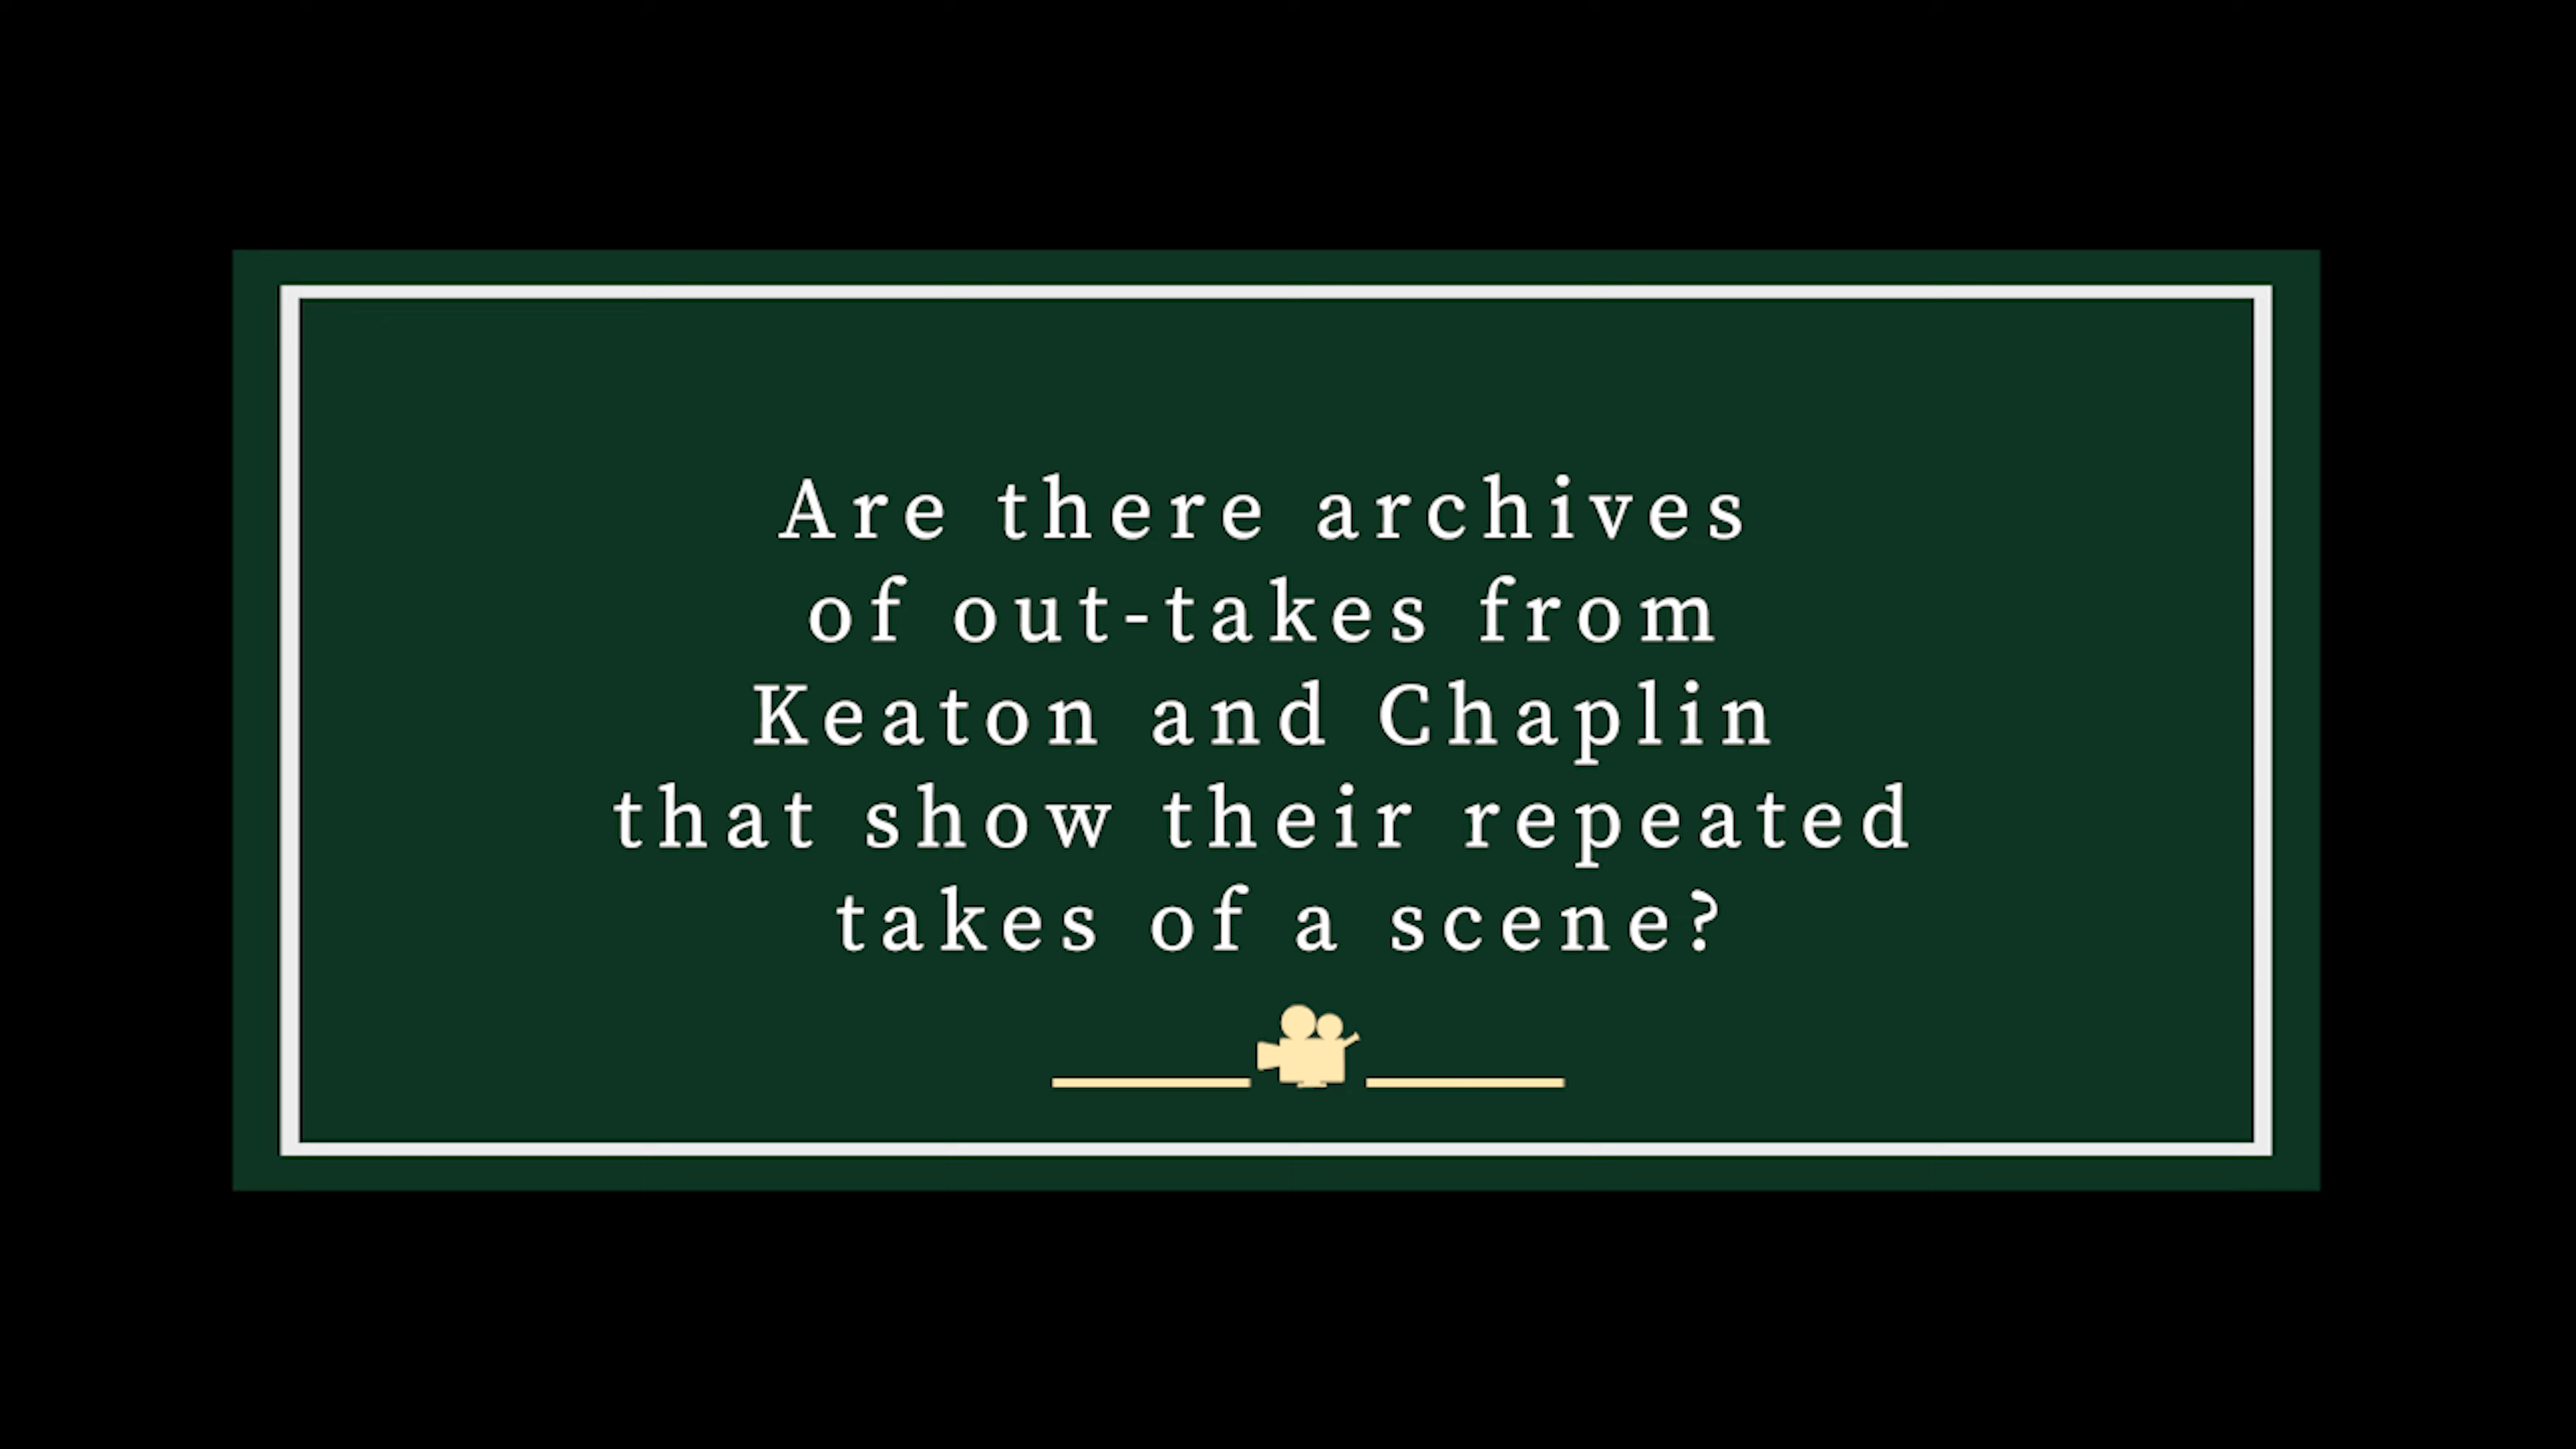 Are there archives
of out-takes from
Keaton and Chaplin
that show their repeated
takes of a scene?